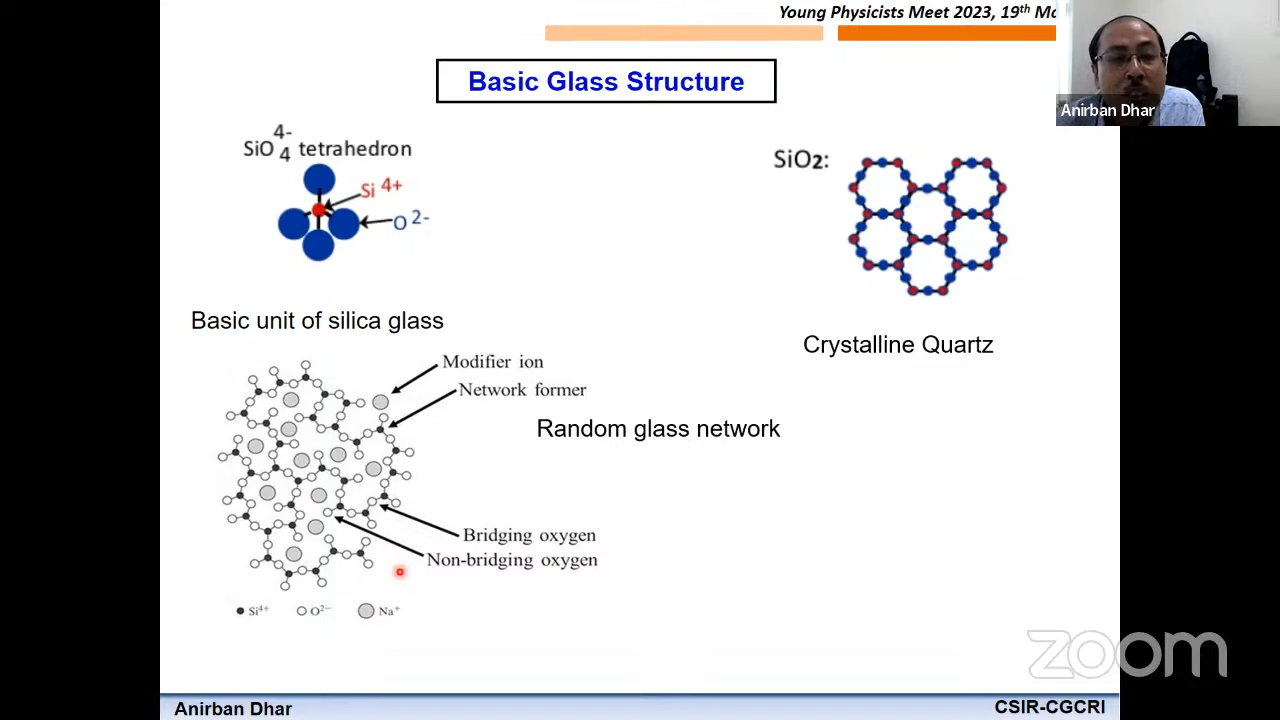 Young Physicists Meet 2023, 19th
Anirban Dhar
Basic Glass Structure
SiO4 4- tetrahedron
Si 4+
O 2-
SiO2:
Basic unit of silica glass
Crystalline Quartz
Modifier ion
Network former
Random glass network
Bridging oxygen
Non-bridging oxygen
Si4+ O2− Na+
zoom
Anirban Dhar CSIR-CGCRI